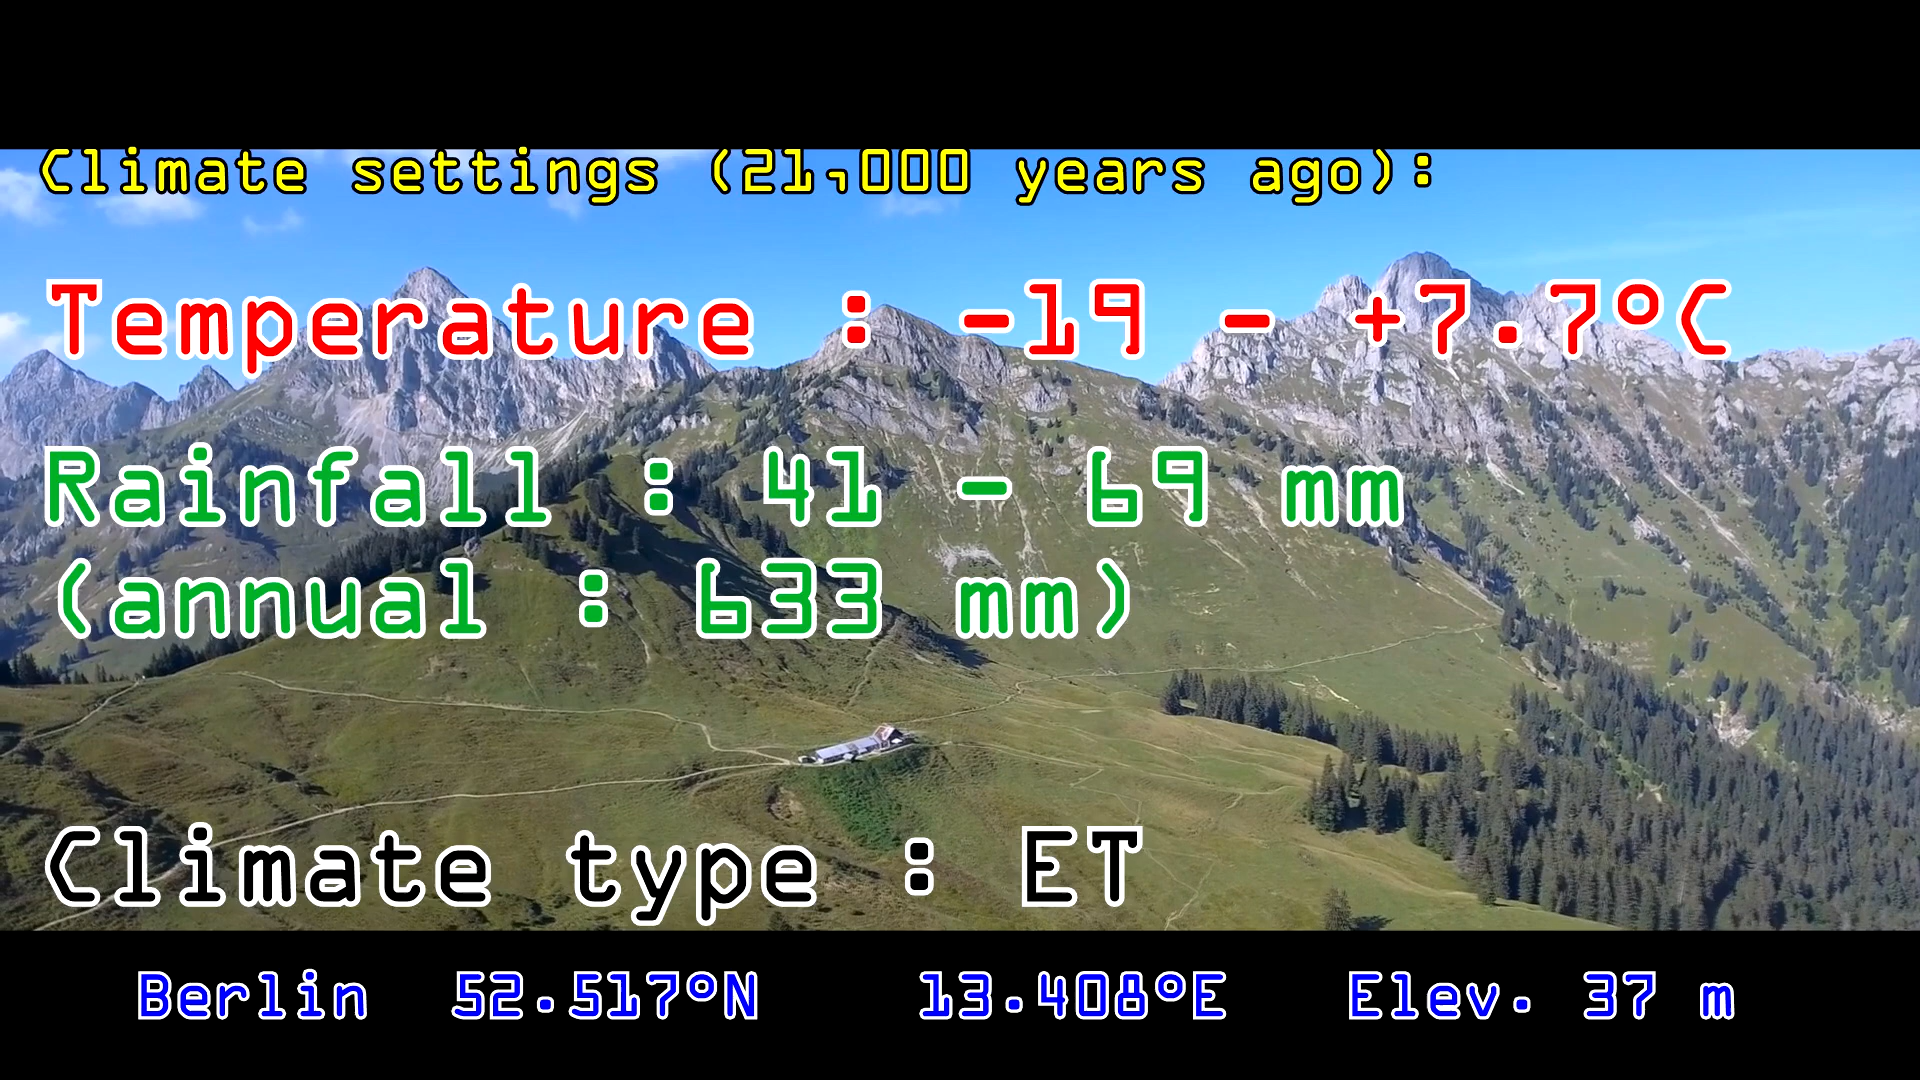 Climate settings (21,000 years ago):
Temperature : -19 - +7.7°C
Rainfall : 41 - 69 mm
(annual : 633 mm)
Climate type : ET
Berlin 52.517°N 13.408°E Elev. 37 m